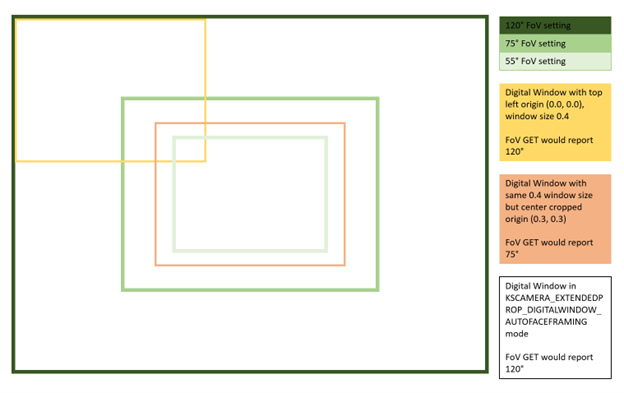 120° FoV setting
75° FoV setting
55° FoV setting
Digital Window with top
left origin (0.0, 0.0),
window size 0.4
FoV GET would report
120°
Digital Window with
same 0.4 window size
but center cropped
origin (0.3, 0.3)
FoV GET would report
75°
Digital Window in
KSCAMERA_EXTENDEDP
ROP_DIGITALWINDOW_
AUTOFACEFRAMING
mode
FoV GET would report
120°